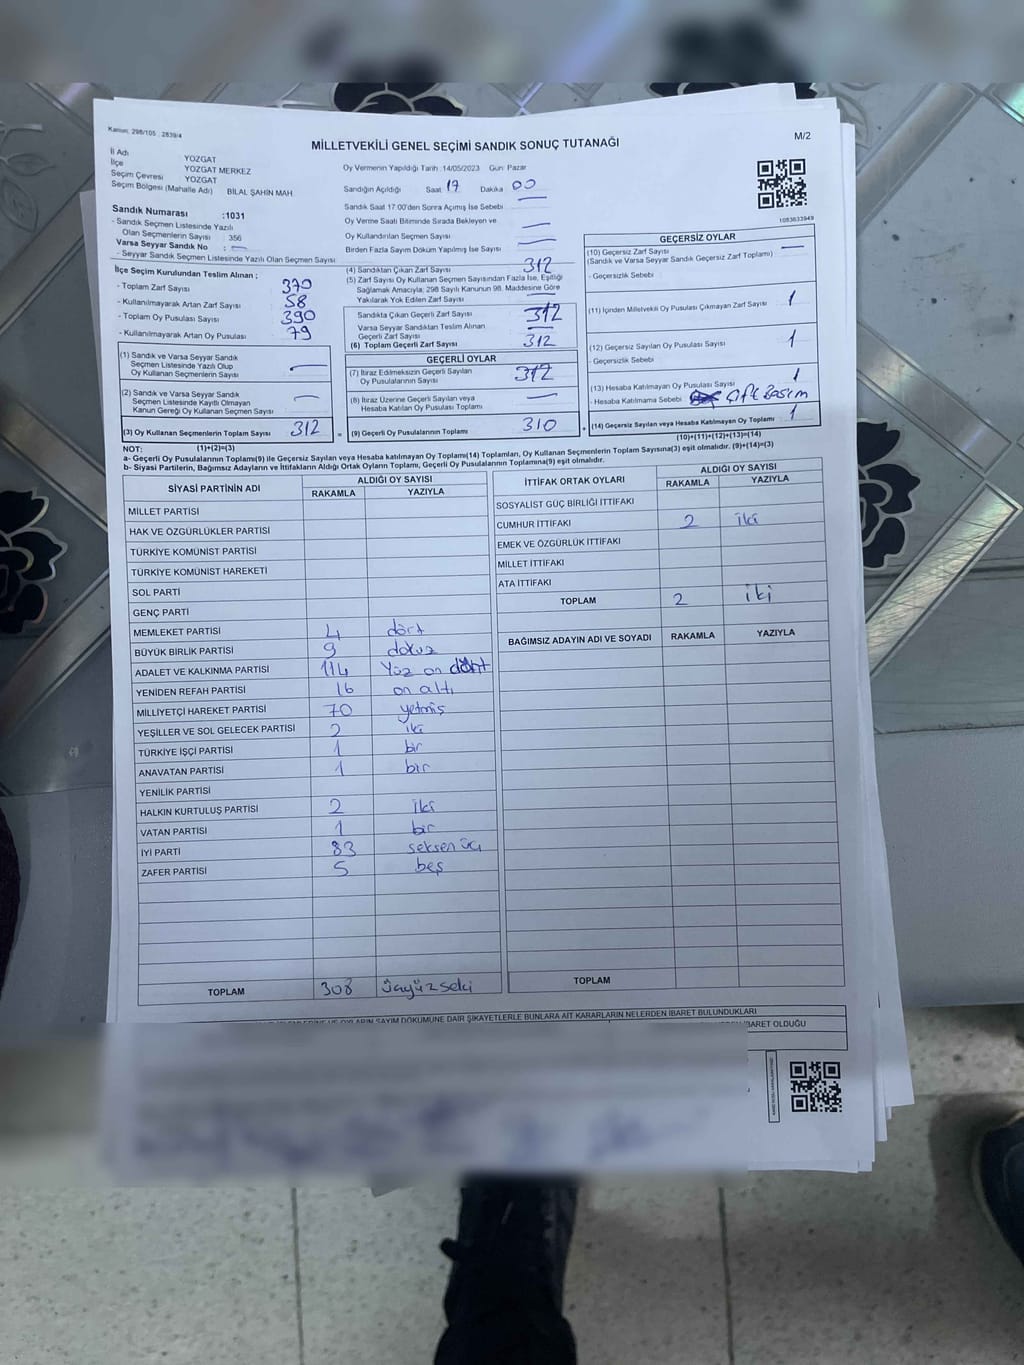 Kanun: 298/105 : 2839/4
MİLLETVEKİLİ GENEL SEÇİMİ SANDIK SONUÇ TUTANAĞI
M/2
İl Adı YOZGAT
İlçe YOZGAT MERKEZ
Seçim Çevresi YOZGAT
Seçim Bölgesi (Mahalle Adı) BİLAL ŞAHİN MAH.
Oy Vermenin Yapıldığı Tarih :14/05/2023 Gün: Pazar
Sandığın Açıldığı Saat 17 Dakika 00
Sandık Saat 17.00'den Sonra Açılmış İse Sebebi —
Oy Verme Saati Bitiminde Sırada Bekleyen ve
Oy Kullandırılan Seçmen Sayısı —
Birden Fazla Sayım Döküm Yapılmış İse Sayısı —
1083633949
Sandık Numarası :1031
- Sandık Seçmen Listesinde Yazılı
Olan Seçmenlerin Sayısı : 356
Varsa Seyyar Sandık No : —
- Seyyar Sandık Seçmen Listesinde Yazılı Olan Seçmen Sayısı
İlçe Seçim Kurulundan Teslim Alınan ;
- Toplam Zarf Sayısı 370
- Kullanılmayarak Artan Zarf Sayısı 58
- Toplam Oy Pusulası Sayısı 390
- Kullanılmayarak Artan Oy Pusulası 79
(1) Sandık ve Varsa Seyyar Sandık
Seçmen Listesinde Yazılı Olup
Oy Kullanan Seçmenlerin Sayısı —
(2) Sandık ve Varsa Seyyar Sandık
Seçmen Listesinde Kayıtlı Olmayan
Kanun Gereği Oy Kullanan Seçmen Sayısı —
(3) Oy Kullanan Seçmenlerin Toplam Sayısı 312 =
(4) Sandıktan Çıkan Zarf Sayısı 312
(5) Zarf Sayısı Oy Kullanan Seçmen Sayısından Fazla İse, Eşitliği
Sağlamak Amacıyla; 298 Sayılı Kanunun 98. Maddesine Göre
Yakılarak Yok Edilen Zarf Sayısı —
Sandıkta Çıkan Geçerli Zarf Sayısı 312
Varsa Seyyar Sandıktan Teslim Alınan
Geçerli Zarf Sayısı —
(6) Toplam Geçerli Zarf Sayısı 312
GEÇERLİ OYLAR
(7) İtiraz Edilmeksizin Geçerli Sayılan
Oy Pusulalarının Sayısı 312
(8) İtiraz Üzerine Geçerli Sayılan veya
Hesaba Katılan Oy Pusulası Toplamı —
(9) Geçerli Oy Pusulalarının Toplamı 310 +
GEÇERSİZ OYLAR
(10) Geçersiz Zarf Sayısı —
(Sandık ve Varsa Seyyar Sandık Geçersiz Zarf Toplamı)
- Geçersizlik Sebebi
(11) İçinden Milletvekili Oy Pusulası Çıkmayan Zarf Sayısı 1
(12) Geçersiz Sayılan Oy Pusulası Sayısı 1
- Geçersizlik Sebebi
(13) Hesaba Katılmayan Oy Pusulası Sayısı 1
- Hesaba Katılmama Sebebi Çift Basım
(14) Geçersiz Sayılan veya Hesaba Katılmayan Oy Toplamı 1
NOT: (1)+(2)=(3)
(10)+(11)+(12)+(13)=(14)
a- Geçerli Oy Pusulalarının Toplamı(9) ile Geçersiz Sayılan veya Hesaba katılmayan Oy Toplamı(14) Toplamları, Oy Kullanan Seçmenlerin Toplam Sayısına(3) eşit olmalıdır. (9)+(14)=(3)
b- Siyasi Partilerin, Bağımsız Adayların ve İttifakların Aldığı Ortak Oyların Toplamı, Geçerli Oy Pusulalarının Toplamına(9) eşit olmalıdır.
SİYASİ PARTİNİN ADI ALDIĞI OY SAYISI
RAKAMLA YAZIYLA
MİLLET PARTİSİ
HAK VE ÖZGÜRLÜKLER PARTİSİ
TÜRKİYE KOMÜNİST PARTİSİ
TÜRKİYE KOMÜNİST HAREKETİ
SOL PARTİ
GENÇ PARTİ
MEMLEKET PARTİSİ 4 dört
BÜYÜK BİRLİK PARTİSİ 9 dokuz
ADALET VE KALKINMA PARTİSİ 114 Yüz on dört
YENİDEN REFAH PARTİSİ 16 on altı
MİLLİYETÇİ HAREKET PARTİSİ 70 yetmiş
YEŞİLLER VE SOL GELECEK PARTİSİ 2 iki
TÜRKİYE İŞÇİ PARTİSİ 1 bir
ANAVATAN PARTİSİ 1 bir
YENİLİK PARTİSİ
HALKIN KURTULUŞ PARTİSİ 2 iki
VATAN PARTİSİ 1 bir
İYİ PARTİ 83 seksen üç
ZAFER PARTİSİ 5 beş
TOPLAM 308 üçyüz seki
İTTİFAK ORTAK OYLARI ALDIĞI OY SAYISI
RAKAMLA YAZIYLA
SOSYALİST GÜÇ BİRLİĞİ İTTİFAKI
CUMHUR İTTİFAKI 2 iki
EMEK VE ÖZGÜRLÜK İTTİFAKI
MİLLET İTTİFAKI
ATA İTTİFAKI
TOPLAM 2 iki
BAĞIMSIZ ADAYIN ADI VE SOYADI RAKAMLA YAZIYLA
TOPLAM
VE OYLARIN SAYIM DÖKÜMÜNE DAİR ŞİKAYETLERLE BUNLARA AİT KARARLARIN NELERDEN İBARET BULUNDUKLARI
İBARET OLDUĞU